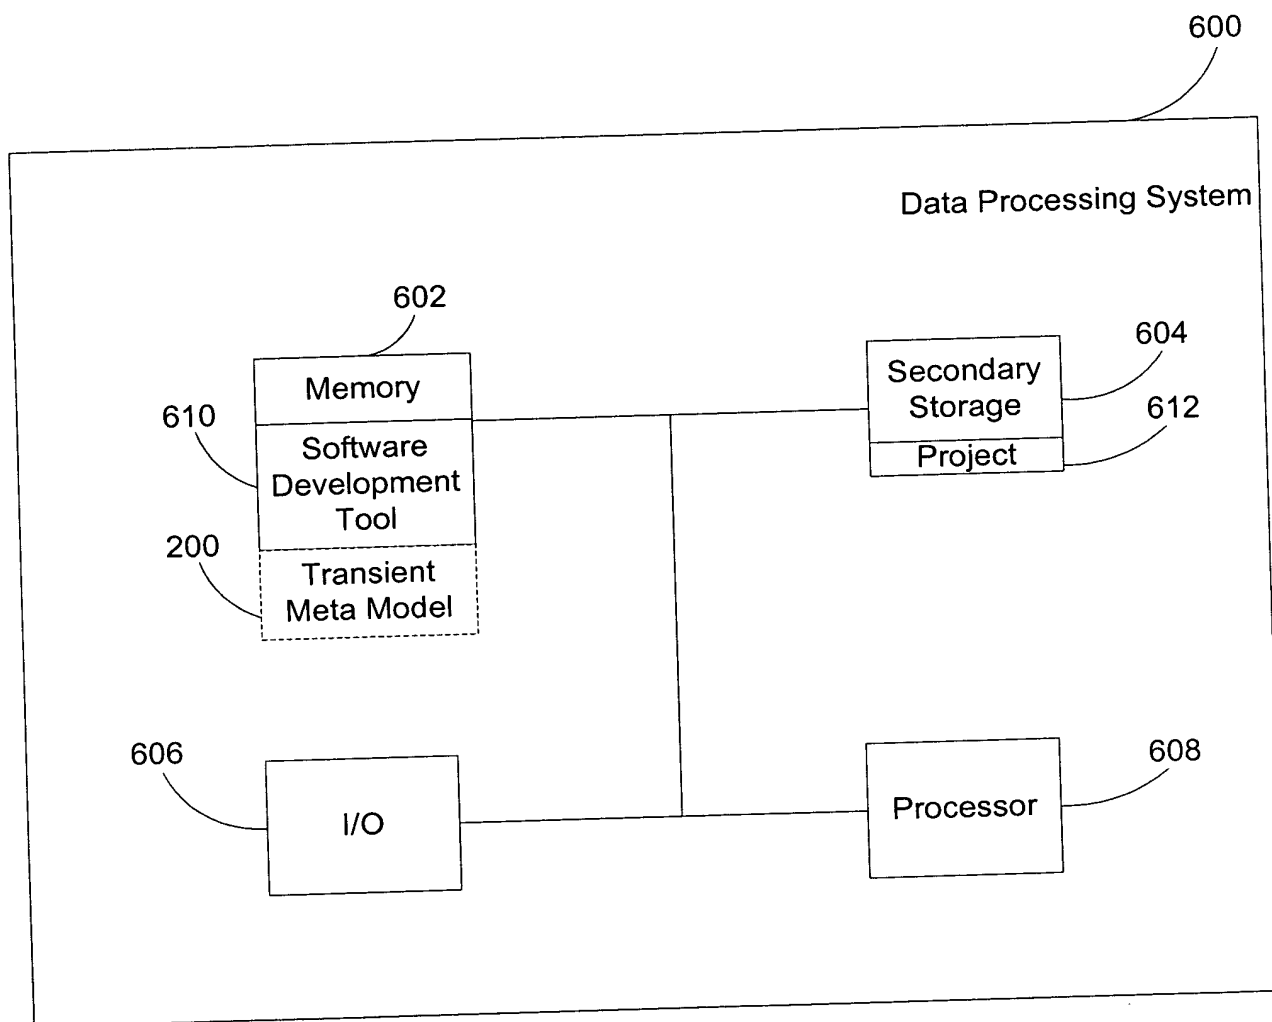 600
Data Processing System
602
Memory
610
Software
Development
Tool
200
Transient
Meta Model
604
Secondary
Storage
612
Project
606
I/O
608
Processor